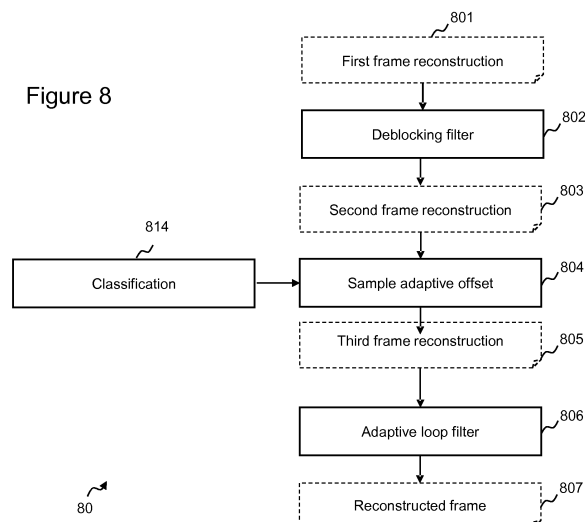 801
First frame reconstruction
Figure 8
802
Deblocking filter
803
Second frame reconstruction
814
804
Classification
Sample adaptive offset
Third frame reconstruction
805
806
Adaptive loop filter
807
80
Reconstructed frame